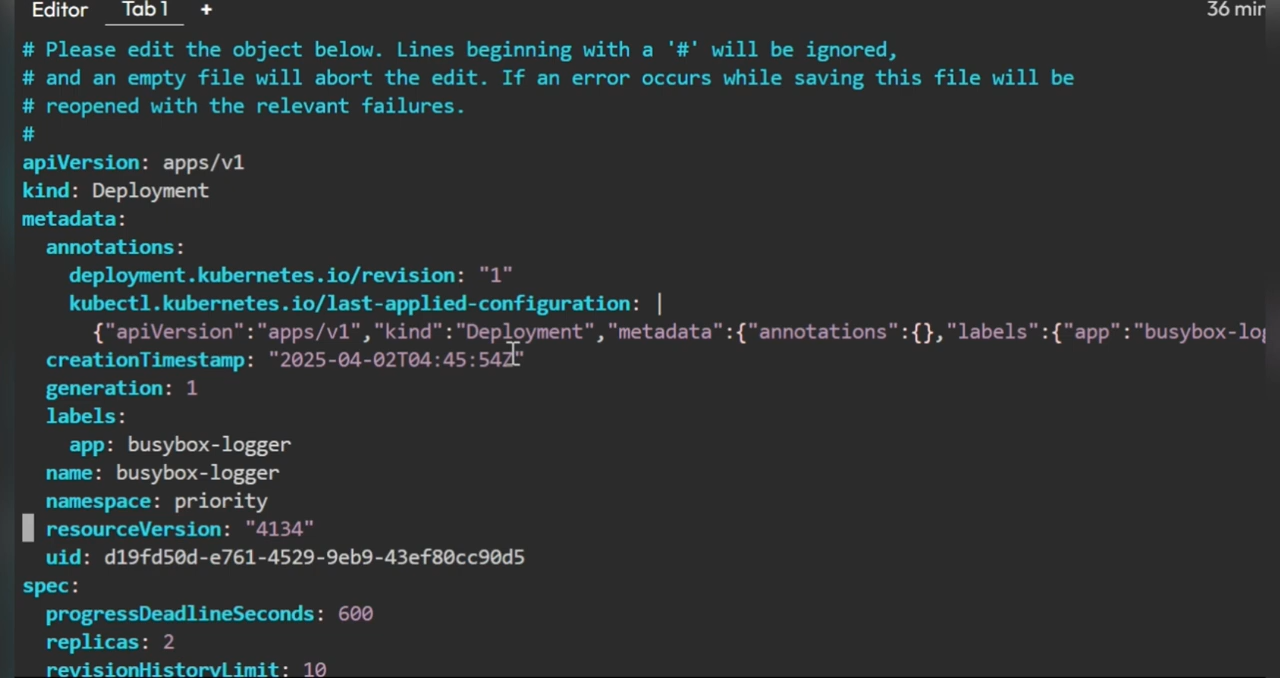 Editor Tab 1 + 36 min
# Please edit the object below. Lines beginning with a '#' will be ignored,
# and an empty file will abort the edit. If an error occurs while saving this file will be
# reopened with the relevant failures.
#
apiVersion: apps/v1
kind: Deployment
metadata:
  annotations:
    deployment.kubernetes.io/revision: "1"
    kubectl.kubernetes.io/last-applied-configuration: |
      {"apiVersion":"apps/v1","kind":"Deployment","metadata":{"annotations":{},"labels":{"app":"busybox-log
  creationTimestamp: "2025-04-02T04:45:54Z"
  generation: 1
  labels:
    app: busybox-logger
  name: busybox-logger
  namespace: priority
  resourceVersion: "4134"
  uid: d19fd50d-e761-4529-9eb9-43ef80cc90d5
spec:
  progressDeadlineSeconds: 600
  replicas: 2
  revisionHistoryLimit: 10